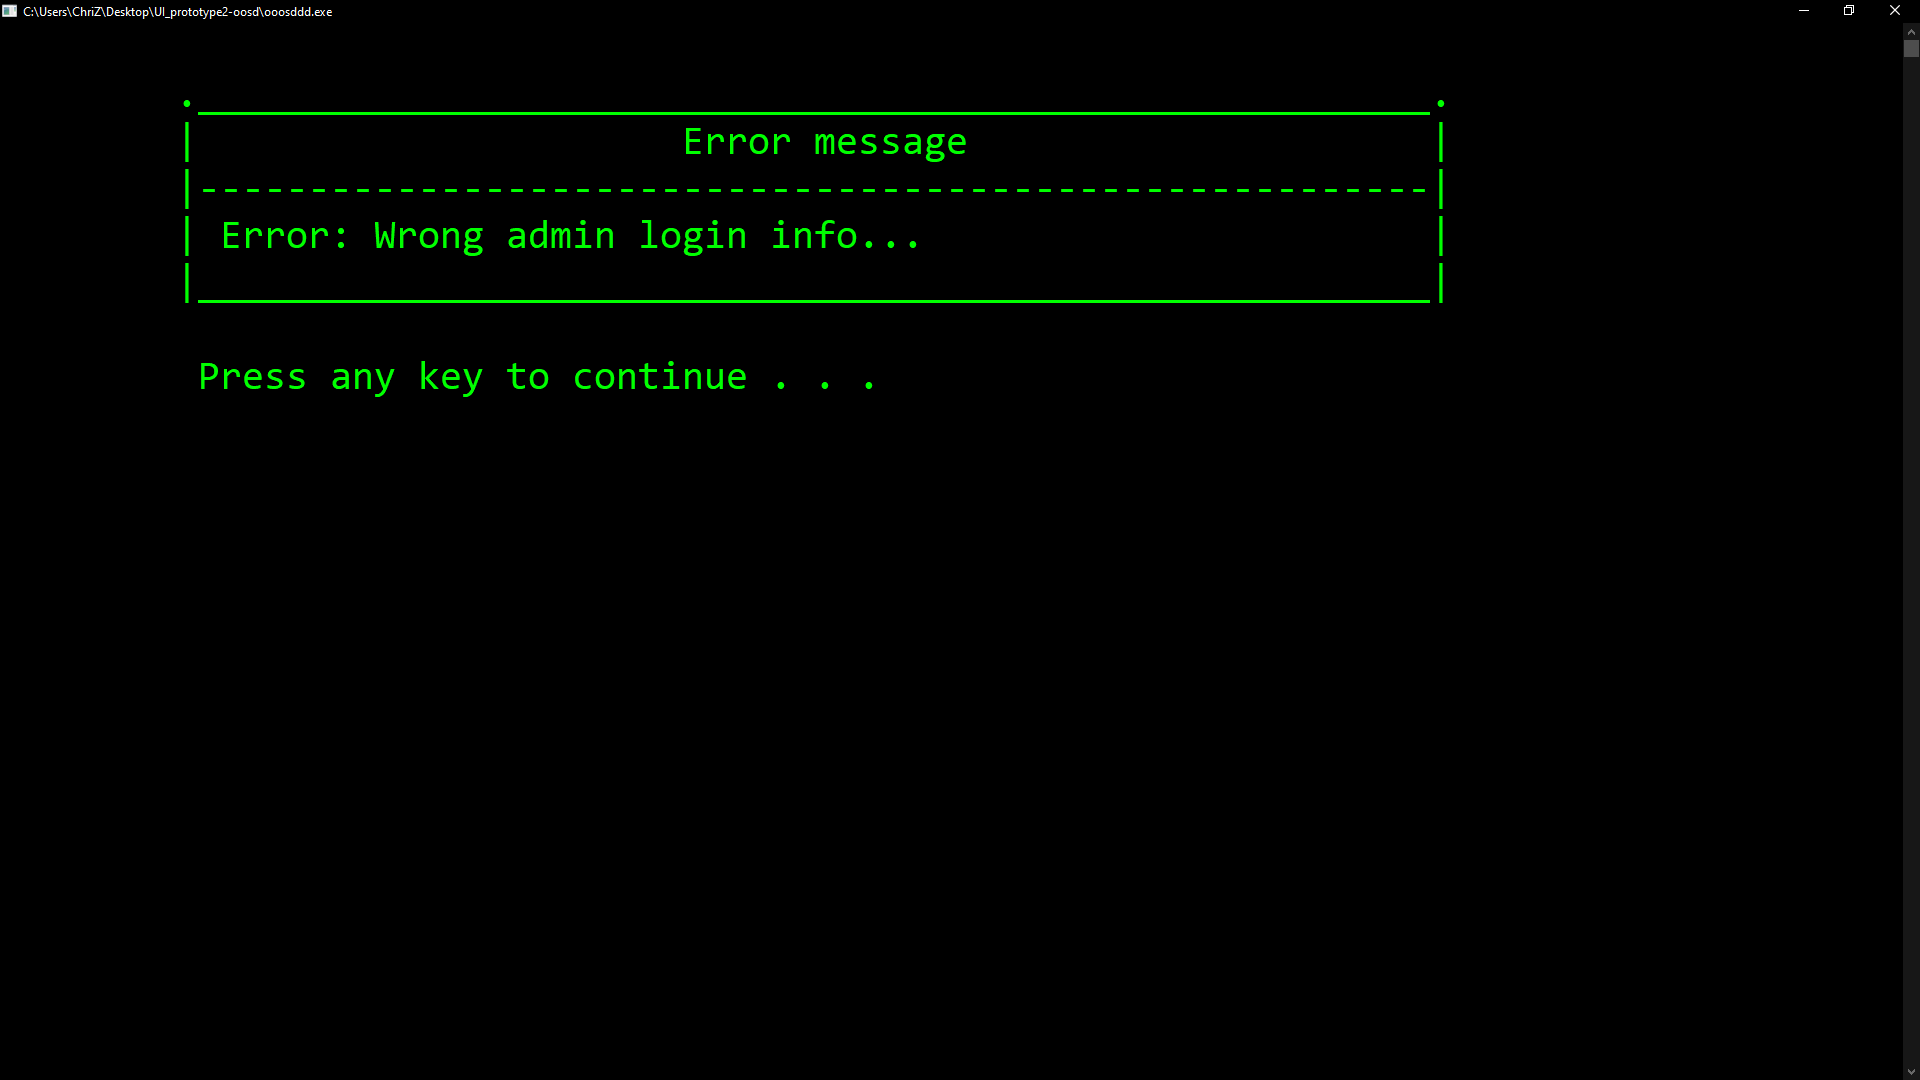 C:\Users\ChriZ\Desktop\UI_prototype2-oosd\ooosddd.exe
Error message
Error: Wrong admin login info...
Press any key to continue . . .